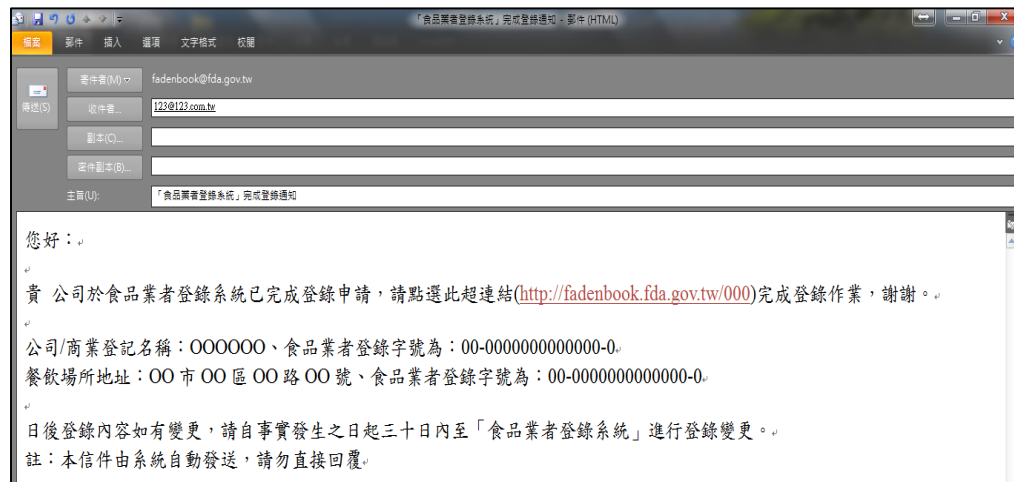 「食品業者登錄系統」完成登錄通知 - 郵件 (HTML)
檔案 郵件 插入 選項 文字格式 校閱
傳送(S)
寄件者(M) fadenbook@fda.gov.tw
收件者... 123@123.com.tw
副本(C)...
密件副本(B)...
主旨(U): 「食品業者登錄系統」完成登錄通知
您好：
貴 公司於食品業者登錄系統已完成登錄申請，請點選此超連結(http://fadenbook.fda.gov.tw/000)完成登錄作業，謝謝。
公司/商業登記名稱：OOOOOO、食品業者登錄字號為：00-0000000000000-0
餐飲場所地址：OO 市 OO 區 OO 路 OO 號、食品業者登錄字號為：00-0000000000000-0
日後登錄內容如有變更，請自事實發生之日起三十日內至「食品業者登錄系統」進行登錄變更。
註：本信件由系統自動發送，請勿直接回覆